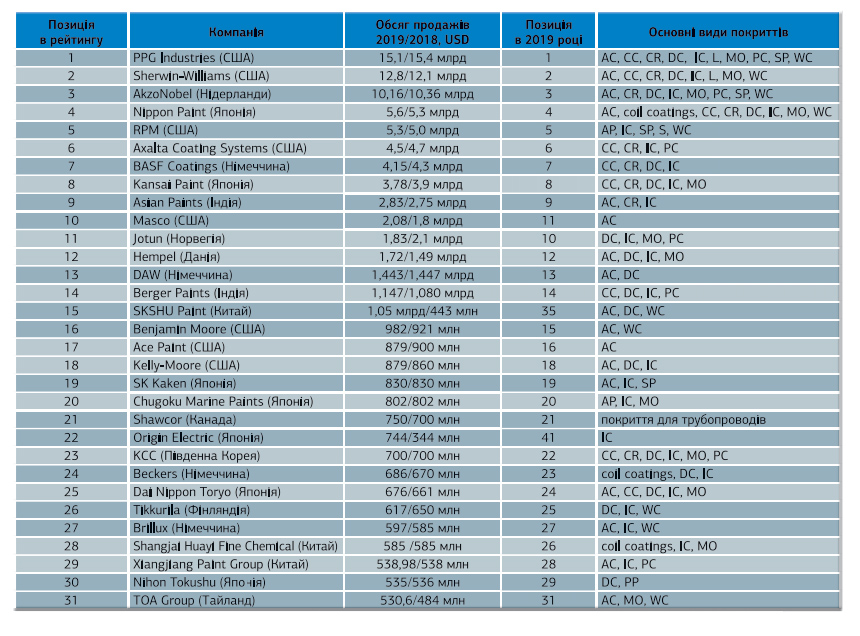 Позиція в рейтингу | Компанія | Обсяг продажів 2019/2018, USD | Позиція в 2019 році | Основні види покриттів
1 | PPG Industries (США) | 15,1/15,4 млрд | 1 | AC, CC, CR, DC, IC, L, MO, PC, SP, WC
2 | Sherwin-Williams (США) | 12,8/12,1 млрд | 2 | AC, CC, CR, DC, IC, L, MO, WC
3 | AkzoNobel (Нідерланди) | 10,16/10,36 млрд | 3 | AC, CR, DC, IC, MO, PC, SP, WC
4 | Nippon Paint (Японія) | 5,6/5,3 млрд | 4 | AC, coil coatings, CC, CR, DC, IC, MO, WC
5 | RPM (США) | 5,3/5,0 млрд | 5 | AP, IC, SP, S, WC
6 | Axalta Coating Systems (США) | 4,5/4,7 млрд | 6 | CC, CR, IC, PC
7 | BASF Coatings (Німеччина) | 4,15/4,3 млрд | 7 | CC, CR, DC, IC
8 | Kansai Paint (Японія) | 3,78/3,9 млрд | 8 | CC, CR, DC, IC, MO
9 | Asian Paints (Індія) | 2,83/2,75 млрд | 9 | AC, CR, IC
10 | Masco (США) | 2,08/1,8 млрд | 11 | AC
11 | Jotun (Норвегія) | 1,83/2,1 млрд | 10 | DC, IC, MO, PC
12 | Hempel (Данія) | 1,72/1,49 млрд | 12 | AC, DC, IC, MO
13 | DAW (Німеччина) | 1,443/1,447 млрд | 13 | AC, DC
14 | Berger Paints (Індія) | 1,147/1,080 млрд | 14 | CC, DC, IC, PC
15 | SKSHU Paint (Китай) | 1,05 млрд/443 млн | 35 | AC, DC, WC
16 | Benjamin Moore (США) | 982/921 млн | 15 | AC, WC
17 | Ace Paint (США) | 879/900 млн | 16 | AC
18 | Kelly-Moore (США) | 879/860 млн | 18 | AC, DC, IC
19 | SK Kaken (Японія) | 830/830 млн | 19 | AC, IC, SP
20 | Chugoku Marine Paints (Японія) | 802/802 млн | 20 | AP, IC, MO
21 | Shawcor (Канада) | 750/700 млн | 21 | покриття для трубопроводів
22 | Origin Electric (Японія) | 744/344 млн | 41 | IC
23 | KCC (Південна Корея) | 700/700 млн | 22 | CC, CR, DC, IC, MO, PC
24 | Beckers (Німеччина) | 686/670 млн | 23 | coil coatings, DC, IC
25 | Dai Nippon Toryo (Японія) | 676/661 млн | 24 | AC, CC, DC, IC, MO
26 | Tikkurila (Фінляндія) | 617/650 млн | 25 | DC, IC, WC
27 | Brillux (Німеччина) | 597/585 млн | 27 | AC, IC, WC
28 | Shangjai Huayi Fine Chemical (Китай) | 585 /585 млн | 26 | coil coatings, IC, MO
29 | Xiangjiang Paint Group (Китай) | 538,98/538 млн | 28 | AC, IC, PC
30 | Nihon Tokushu (Японія) | 535/536 млн | 29 | DC, PP
31 | TOA Group (Тайланд) | 530,6/484 млн | 31 | AC, MO, WC